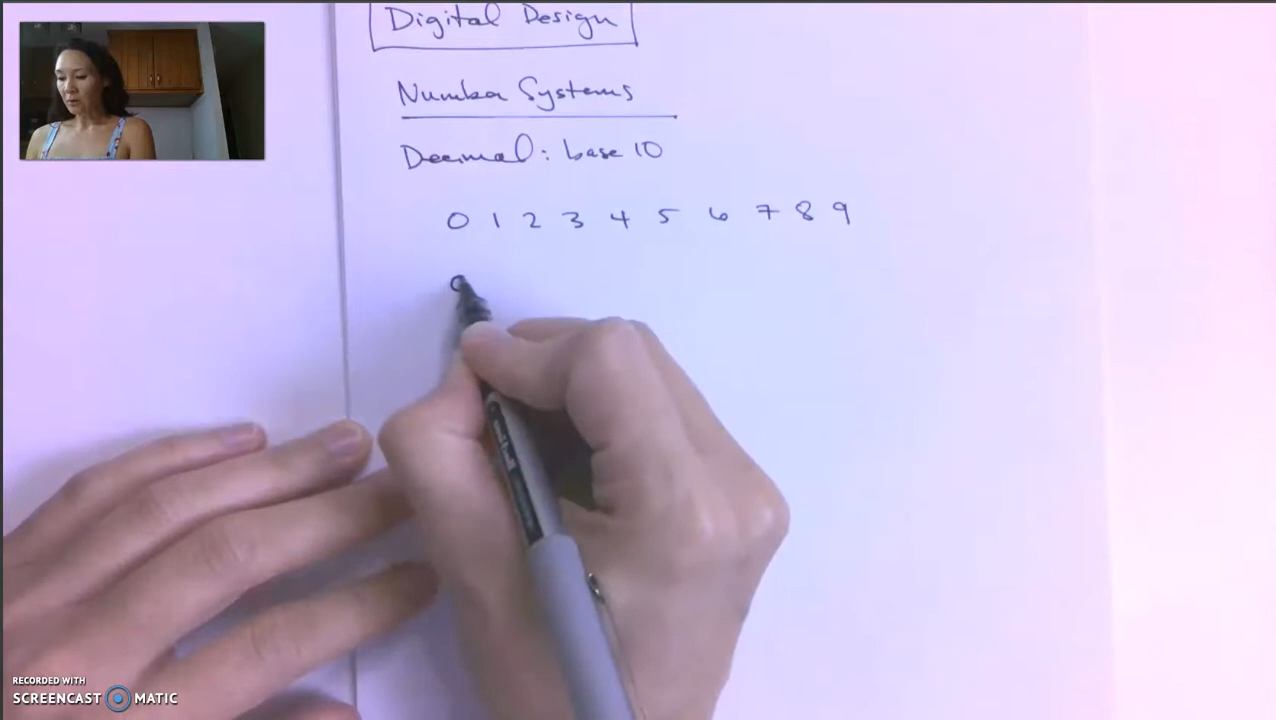 Digital Design
Number Systems
Decimal: base 10
0 1 2 3 4 5 6 7 8 9
0
RECORDED WITH
SCREENCAST MATIC